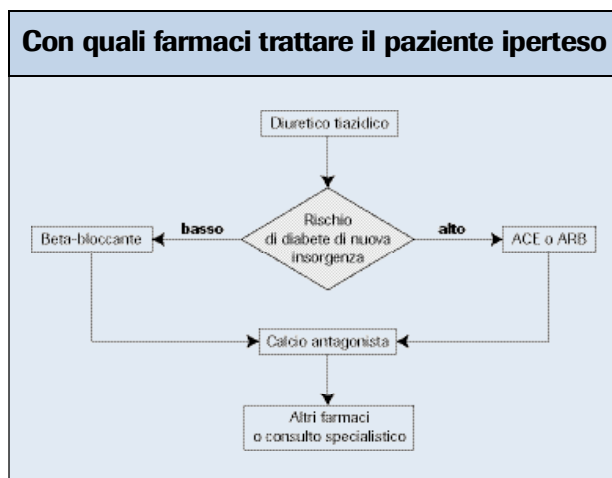 Con quali farmaci trattare il paziente iperteso
Diuretico tiazidico
Rischio
di diabete di nuova
insorgenza
basso
alto
Beta-bloccante
ACE o ARB
Calcio antagonista
Altri farmaci
o consulto specialistico